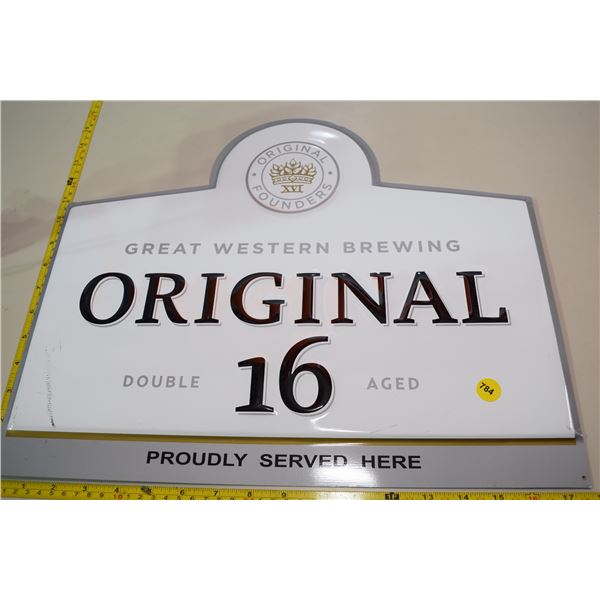 ORIGINAL
XVI
FOUNDERS
GREAT WESTERN BREWING
ORIGINAL
DOUBLE 16 AGED
784
PROUDLY SERVED HERE